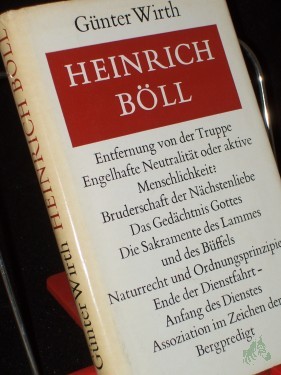 Günter Wirth
HEINRICH
BÖLL
Entfernung von der Truppe
Engelhafte Neutralität oder aktive
Menschlichkeit?
Bruderschaft der Nächstenliebe
Das Gedächtnis Gottes
Die Sakramente des Lammes
und des Büffels
Naturrecht und Ordnungsprinzipie
Ende der Dienstfahrt –
Anfang des Dienstes
Assoziation im Zeichen der
Bergpredigt
Günter Wirth HEINRICH BÖLL